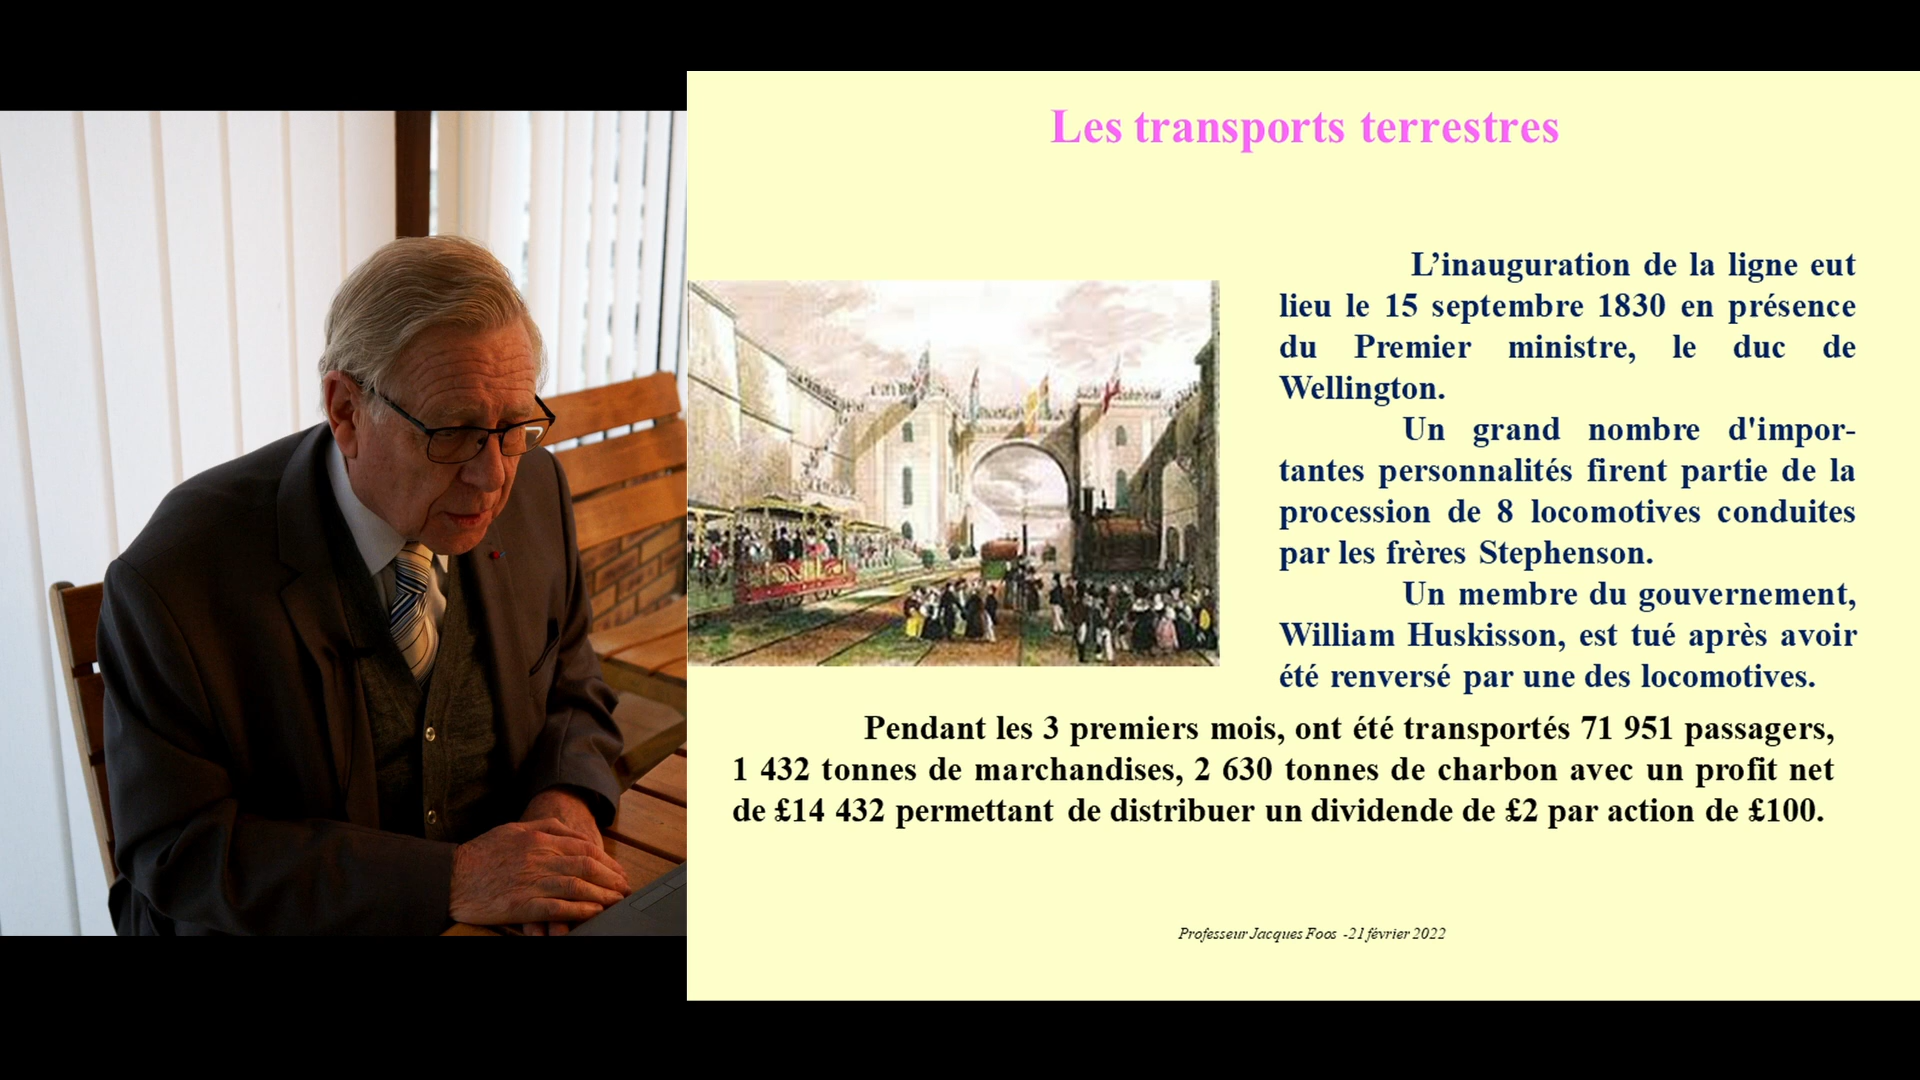 Les transports terrestres
L’inauguration de la ligne eut
lieu le 15 septembre 1830 en présence
du Premier ministre, le duc de
Wellington.
Un grand nombre d'impor-
tantes personnalités firent partie de la
procession de 8 locomotives conduites
par les frères Stephenson.
Un membre du gouvernement,
William Huskisson, est tué après avoir
été renversé par une des locomotives.
Pendant les 3 premiers mois, ont été transportés 71 951 passagers,
1 432 tonnes de marchandises, 2 630 tonnes de charbon avec un profit net
de £14 432 permettant de distribuer un dividende de £2 par action de £100.
Professeur Jacques Foos -21 février 2022